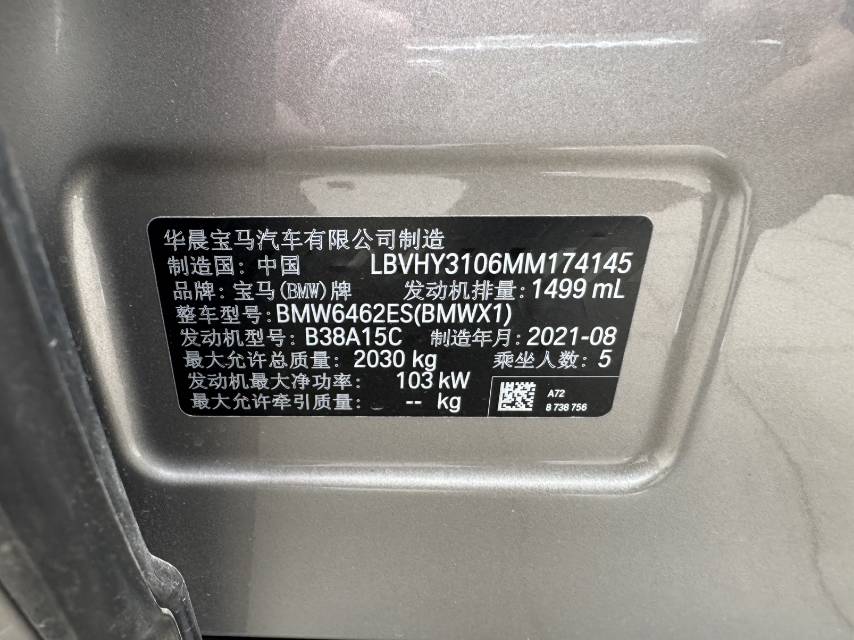 华晨宝马汽车有限公司制造
制造国: 中国 LBVHY3106MM174145
品牌: 宝马(BMW)牌 发动机排量: 1499 mL
整车型号: BMW6462ES(BMWX1)
发动机型号: B38A15C 制造年月: 2021-08
最大允许总质量: 2030 kg 乘坐人数: 5
发动机最大净功率: 103 kW
最大允许牵引质量: -- kg
A72
8 738 756